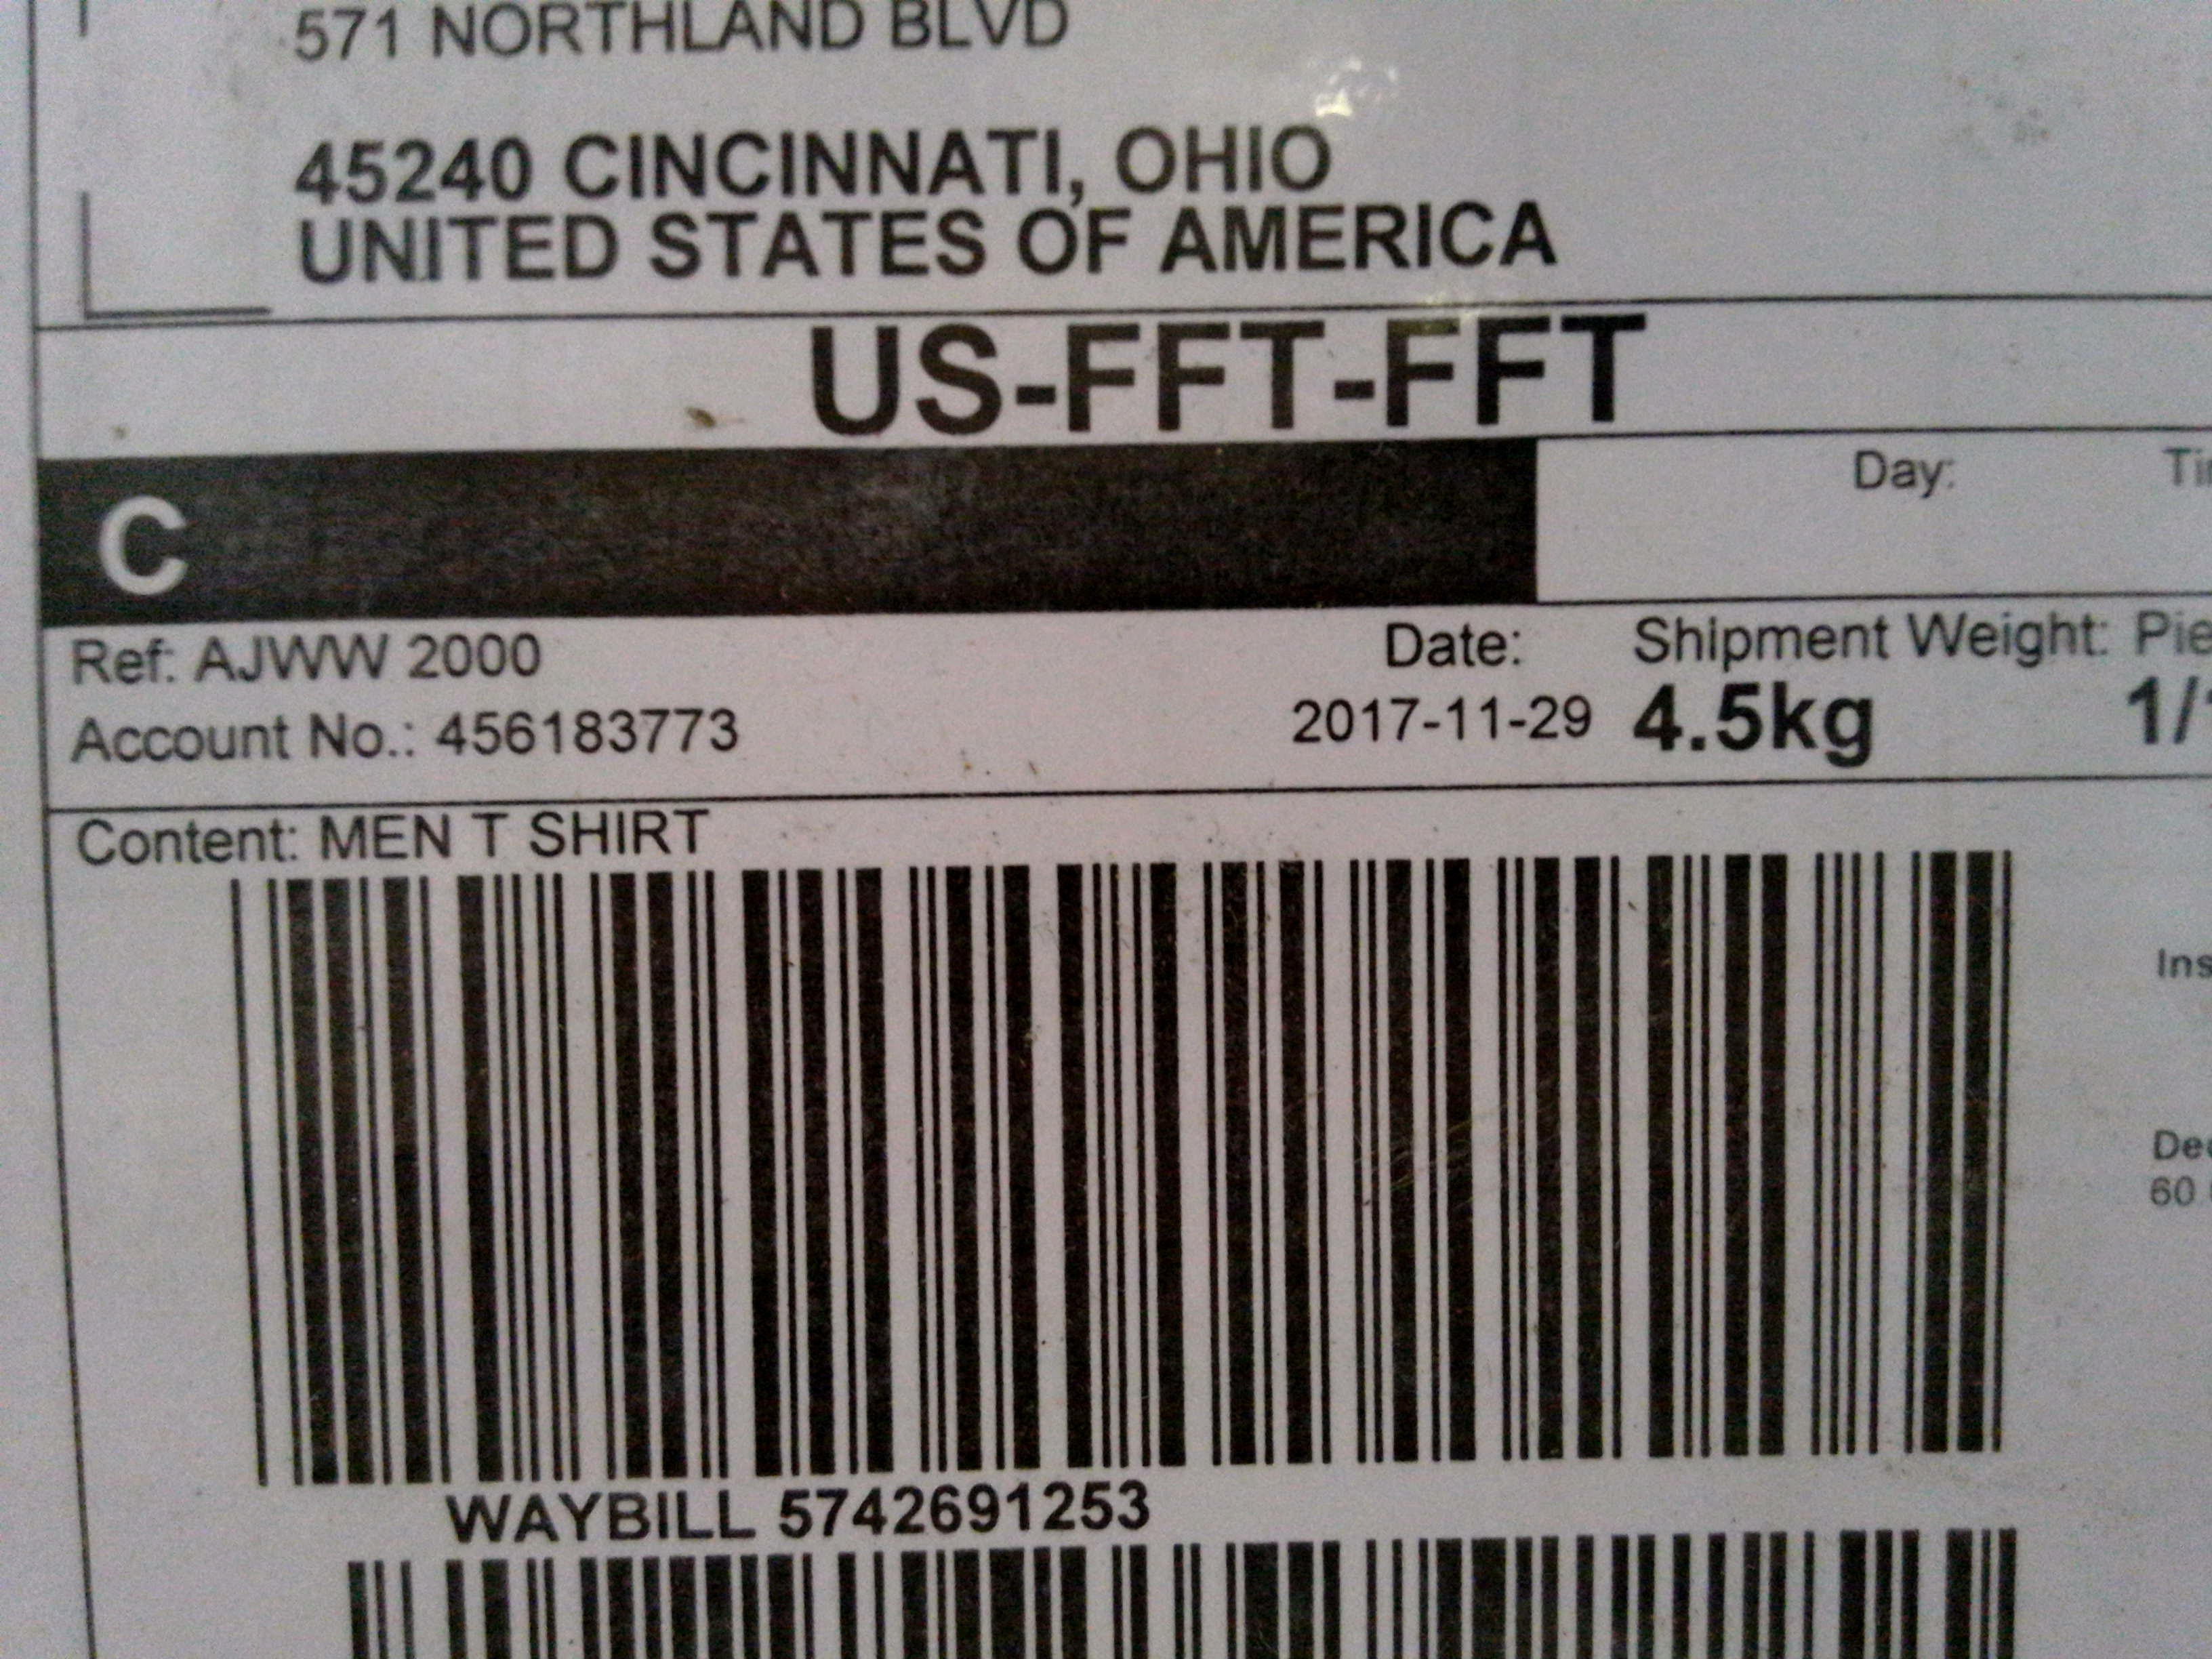 571 NORTHLAND BLVD
45240 CINCINNATI, OHIO
UNITED STATES OF AMERICA
US-FFT-FFT
C
Day:
Ref: AJWW 2000
Date:
Shipment Weight:
Account No.: 456183773
2017-11-29
4.5kg
Content: MEN T SHIRT
WAYBILL 5742691253
60